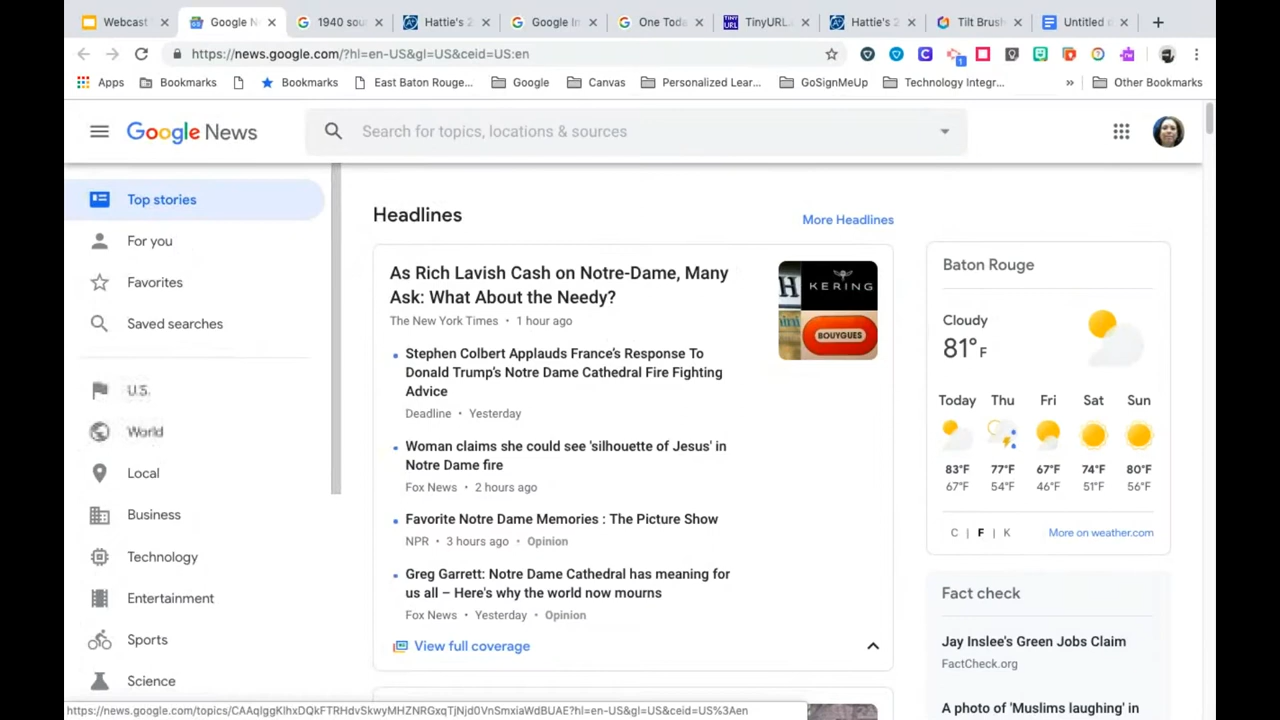 Webcast
Google N
1940 sou
Hattie's 2
Google In
One Toda
TinyURL.
Hattie's 2
Tilt Brush
Untitled
https://news.google.com/?hl=en-US&gl=US&ceid=US:en
1
Apps
Bookmarks
Bookmarks
East Baton Rouge...
Google
Canvas
Personalized Lear...
GoSignMeUp
Technology Integr...
»
Other Bookmarks
Google News
Search for topics, locations & sources
Top stories
For you
Favorites
Saved searches
U.S.
World
Local
Business
Technology
Entertainment
Sports
Science
Headlines
More Headlines
As Rich Lavish Cash on Notre-Dame, Many
Ask: What About the Needy?
The New York Times • 1 hour ago
KERING
BOUYGUES
Stephen Colbert Applauds France's Response To
Donald Trump's Notre Dame Cathedral Fire Fighting
Advice
Deadline • Yesterday
Woman claims she could see 'silhouette of Jesus' in
Notre Dame fire
Fox News • 2 hours ago
Favorite Notre Dame Memories : The Picture Show
NPR • 3 hours ago • Opinion
Greg Garrett: Notre Dame Cathedral has meaning for
us all – Here's why the world now mourns
Fox News • Yesterday • Opinion
View full coverage
Baton Rouge
Cloudy
81°F
Today Thu Fri Sat Sun
83°F 77°F 67°F 74°F 80°F
67°F 54°F 46°F 51°F 56°F
C | F | K
More on weather.com
Fact check
Jay Inslee's Green Jobs Claim
FactCheck.org
A photo of 'Muslims laughing' in